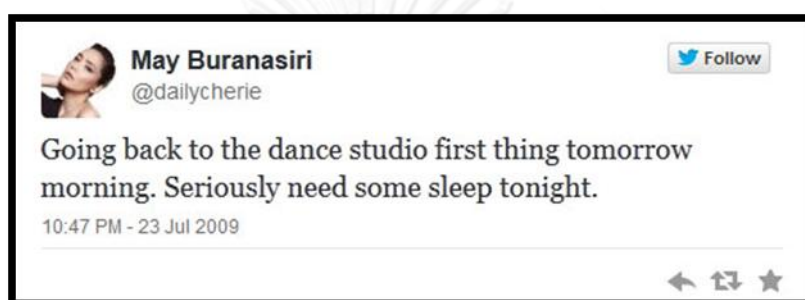 May Buranasiri
Follow
@dailycherie
Going back to the dance studio first thing tomorrow
morning. Seriously need some sleep tonight.
10:47 PM - 23 Jul 2009